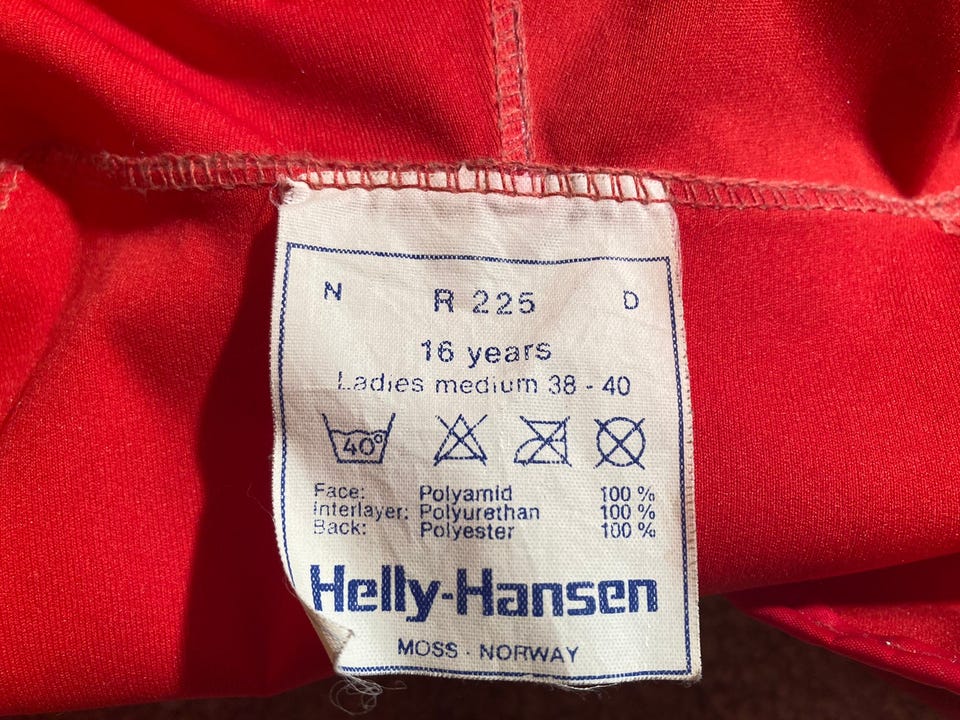 N R 225 D
16 years
Ladies medium 38 - 40
40°
Face: Polyamid 100 %
Interlayer: Polyurethan 100 %
Back: Polyester 100 %
Helly-Hansen
MOSS - NORWAY